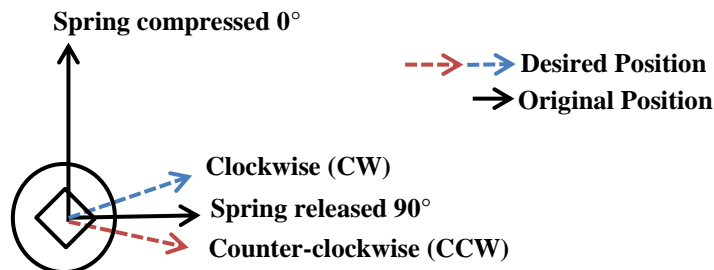 Spring compressed 0°
Desired Position
Original Position
Clockwise (CW)
Spring released 90°
Counter-clockwise (CCW)